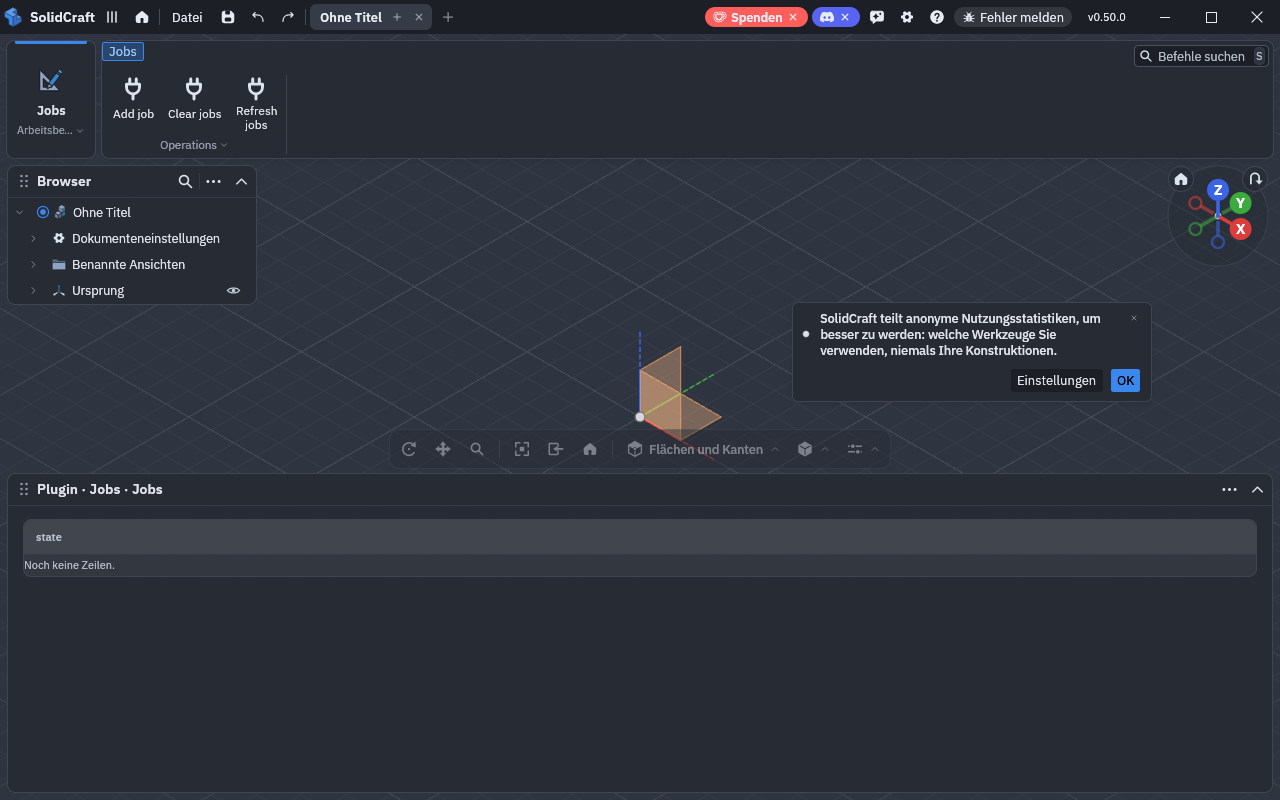 SolidCraft
Datei
Ohne Titel
Spenden
Fehler melden
v0.50.0
Jobs
Arbeitsbe...
Jobs
Add job
Clear jobs
Refresh
jobs
Operations
Befehle suchen
S
Browser
Ohne Titel
Dokumenteneinstellungen
Benannte Ansichten
Ursprung
Z
Y
X
SolidCraft teilt anonyme Nutzungsstatistiken, um
besser zu werden: welche Werkzeuge Sie
verwenden, niemals Ihre Konstruktionen.
Einstellungen
OK
Flächen und Kanten
Plugin · Jobs · Jobs
state
Noch keine Zeilen.